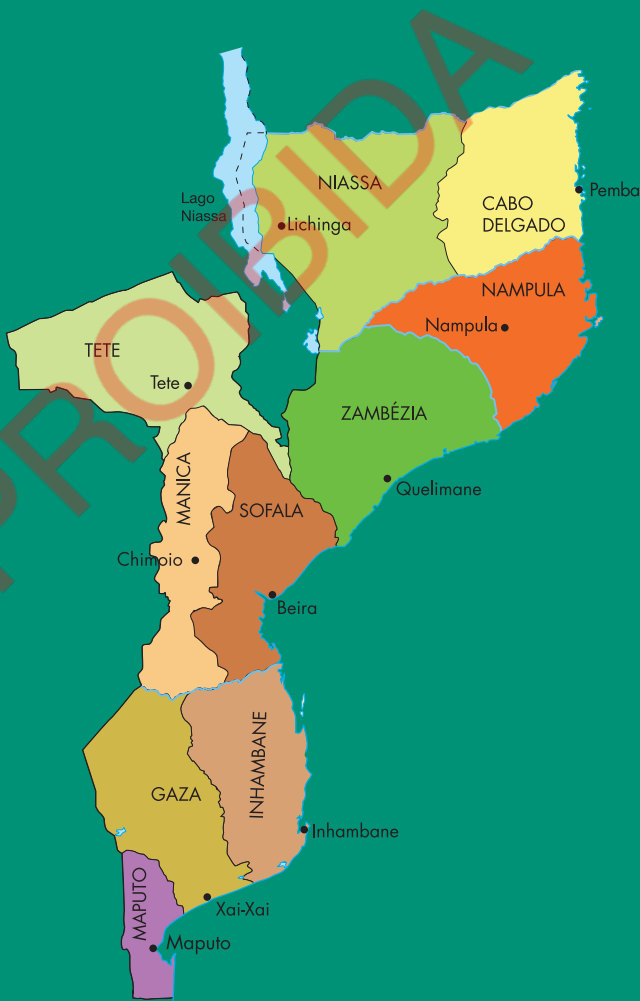 PROIBIDA
NIASSA
Lago
Niassa
Lichinga
CABO
DELGADO
Pemba
NAMPULA
Nampula
TETE
Tete
ZAMBÉZIA
MANICA
SOFALA
Quelimane
Chimoio
Beira
GAZA
INHAMBANE
Inhambane
MAPUTO
Xai-Xai
Maputo